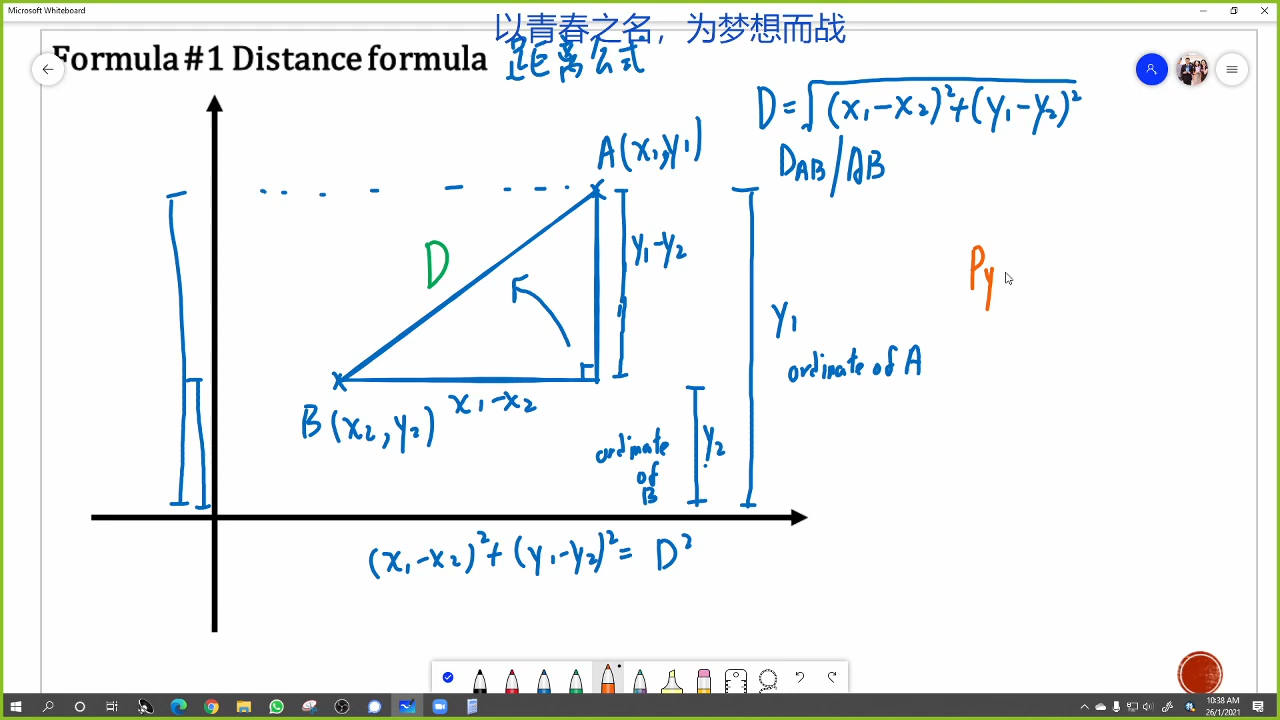 Microsoft Whiteboard
以青春之名，为梦想而战
Formula #1 Distance formula 距离公式
D = √(x₁-x₂)²+(y₁-y₂)²
D_AB / AB
A(x₁,y₁)
D
y₁-y₂
Py
y₁
ordinate of A
x₁-x₂
B(x₂,y₂)
ordinate
of
B
y₂
(x₁-x₂)²+(y₁-y₂)² = D²
10:38 AM
26/1/2021